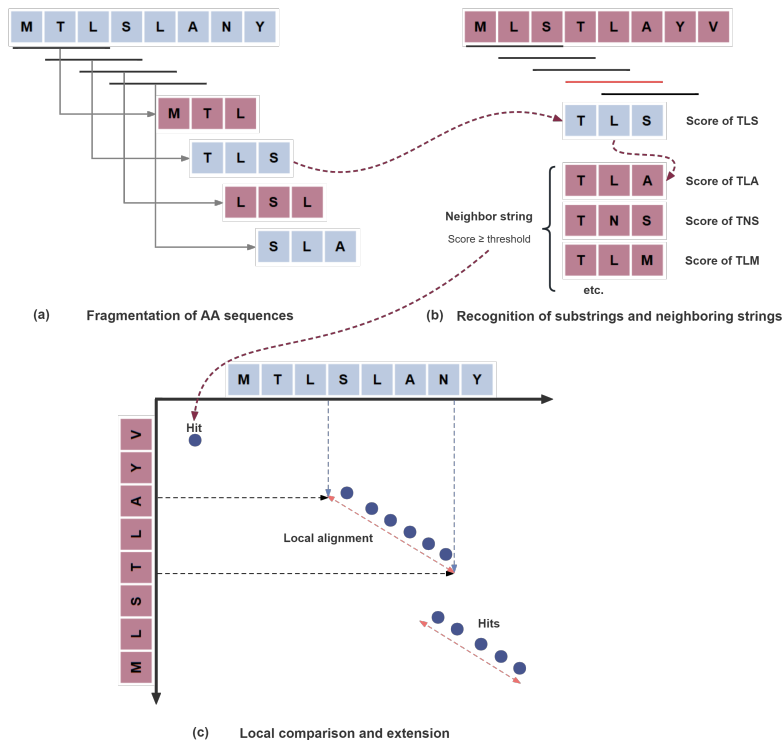 M T L S L A N Y
M T L
T L S
L S L
S L A
(a) Fragmentation of AA sequences
M L S T L A Y V
T L S Score of TLS
T L A Score of TLA
Neighbor string
Score ≥ threshold
T N S Score of TNS
T L M Score of TLM
etc.
(b) Recognition of substrings and neighboring strings
M T L S L A N Y
Hit
V
Y
A
L
T
S
L
M
Local alignment
Hits
(c) Local comparison and extension